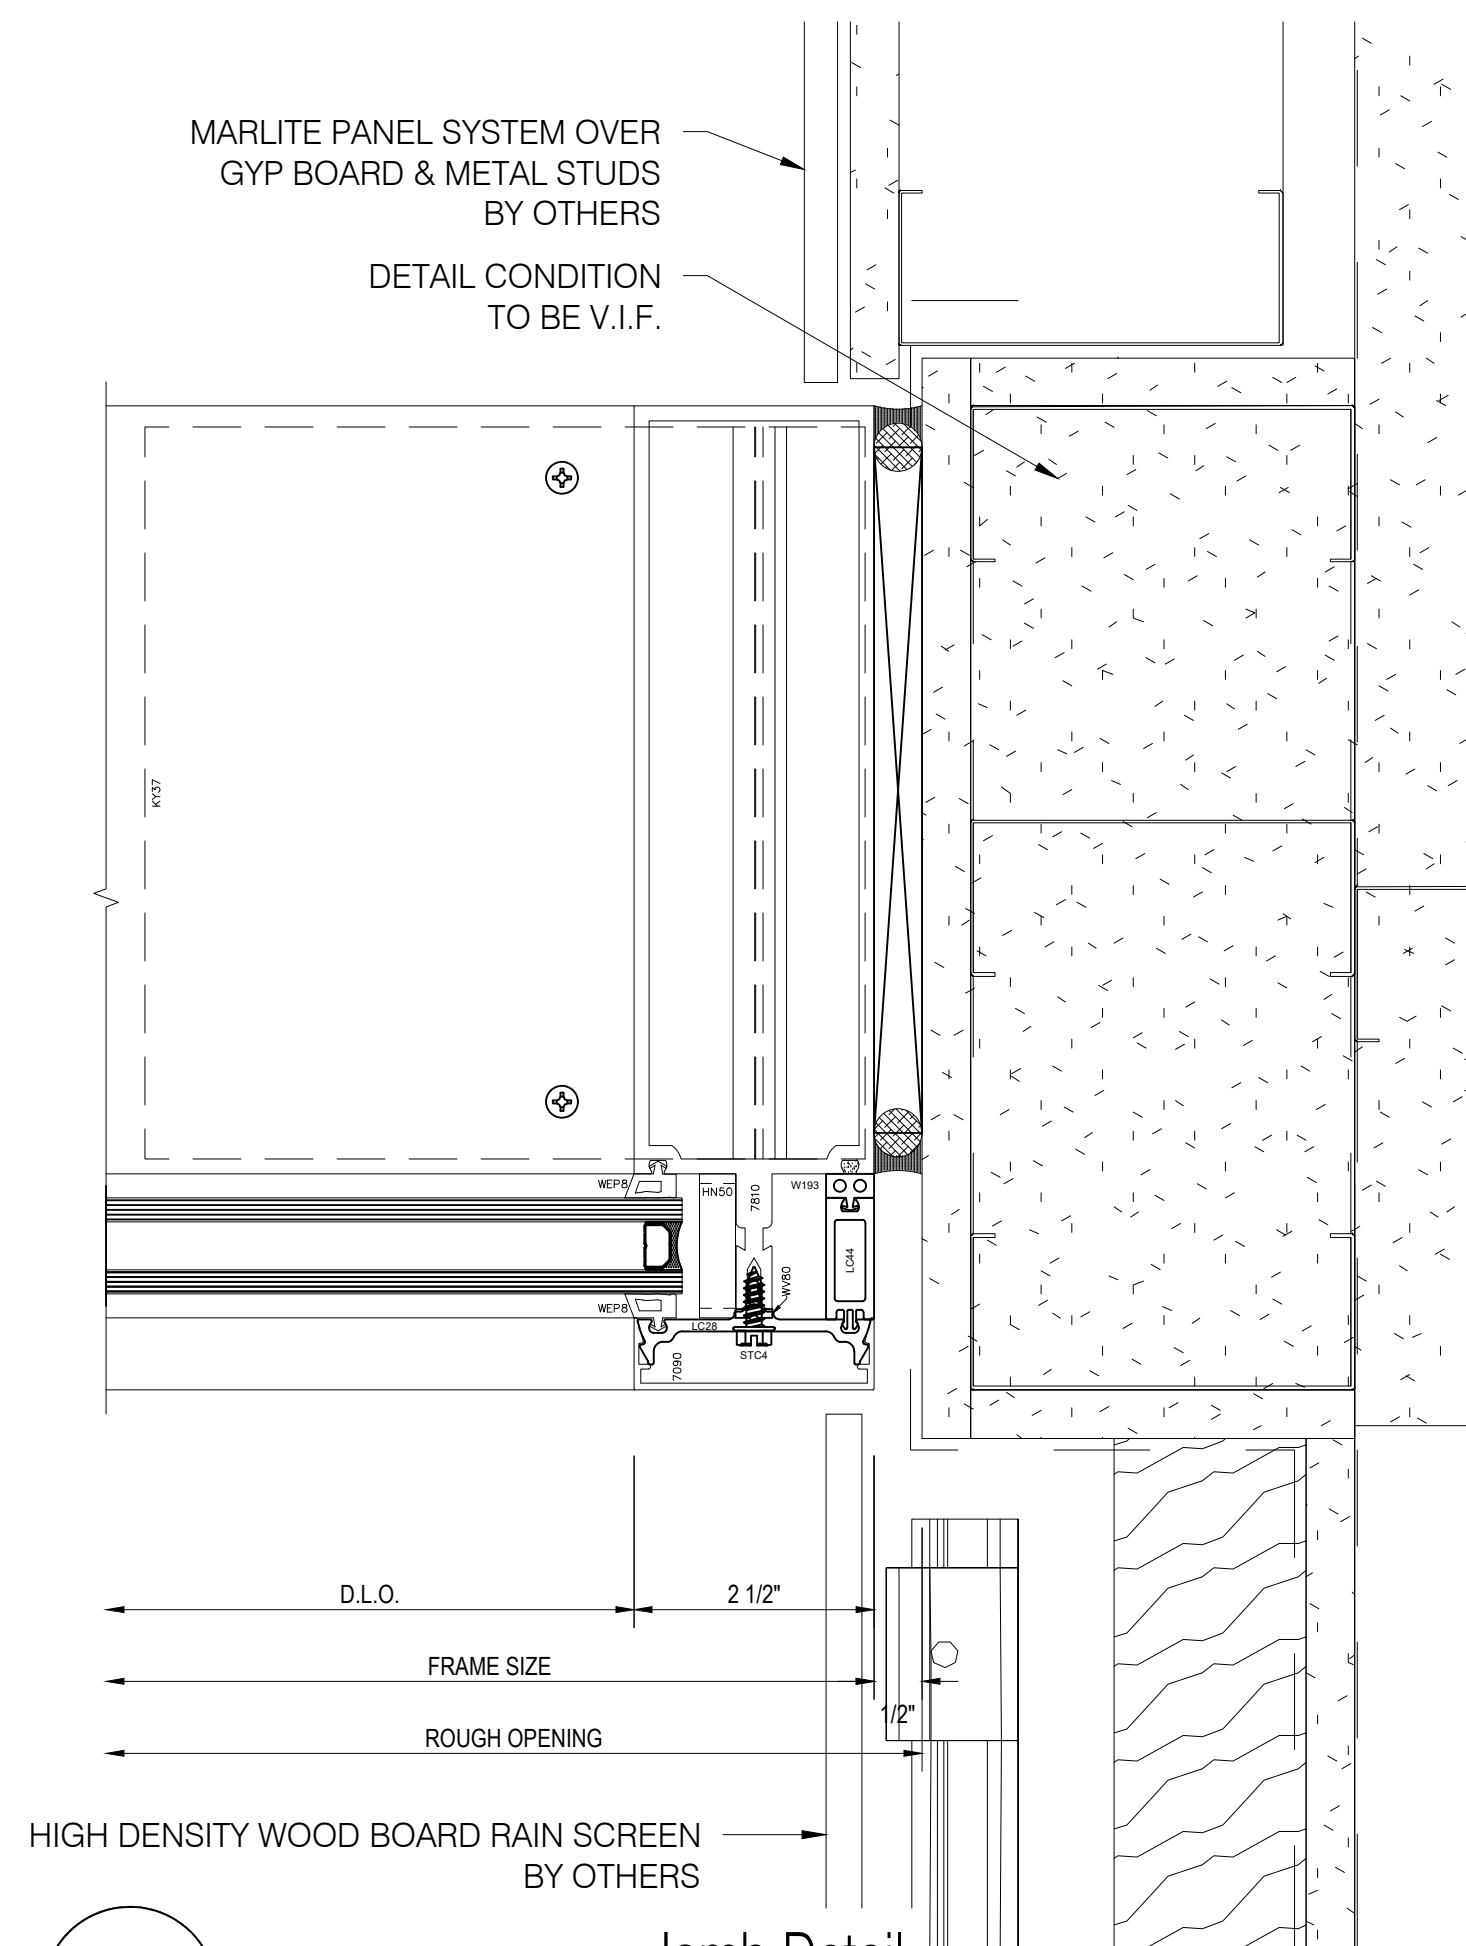 MARLITE PANEL SYSTEM OVER
GYP BOARD & METAL STUDS
BY OTHERS
DETAIL CONDITION
TO BE V.I.F.
KY37
WEP8
HN50
7810
W193
LC44
WV80
WEP8
LC28
STC4
7090
D.L.O.
2 1/2"
FRAME SIZE
1/2"
ROUGH OPENING
HIGH DENSITY WOOD BOARD RAIN SCREEN
BY OTHERS
Jamb Detail